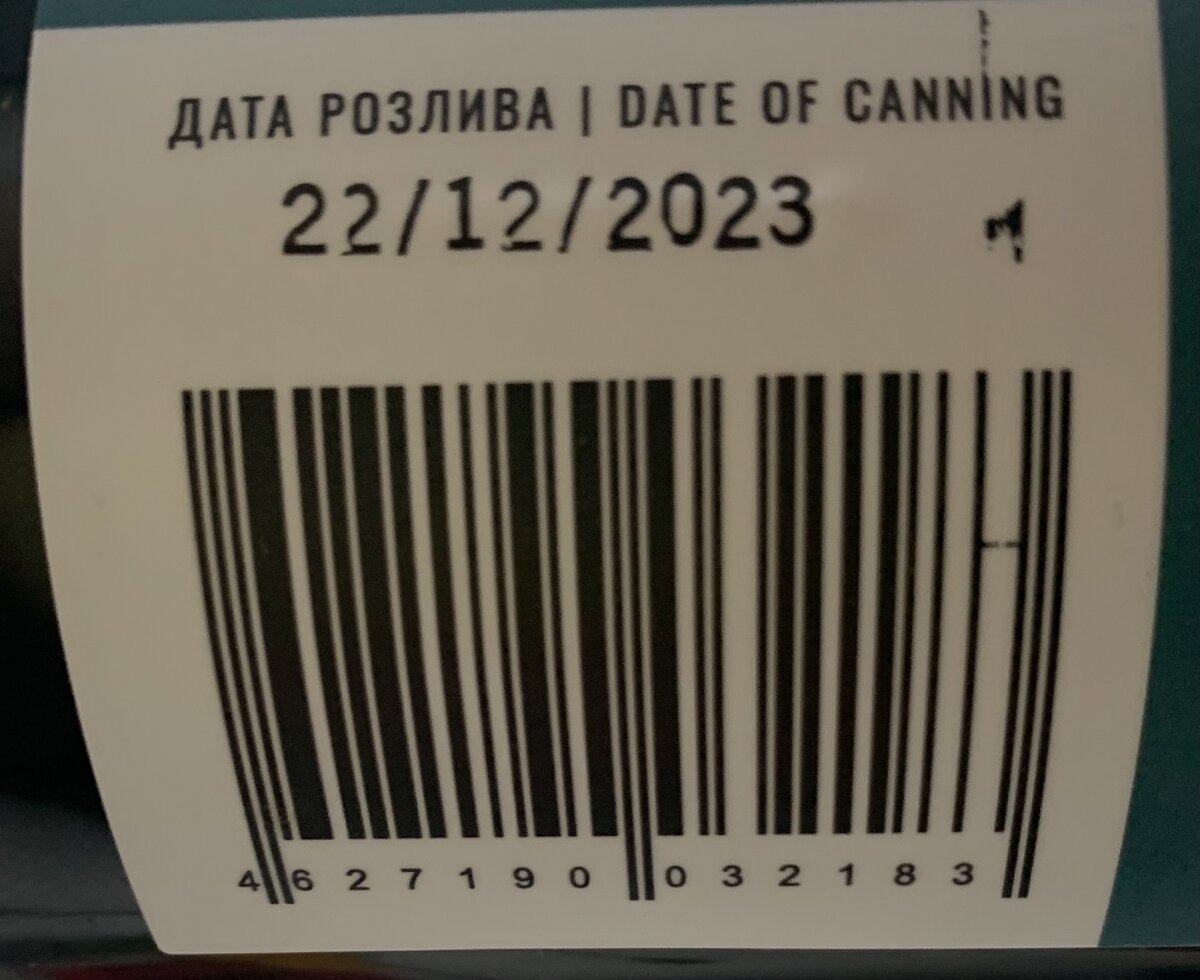 ДАТА РОЗЛИВА | DATE OF CANNING
22/12/2023
4 627190 032183